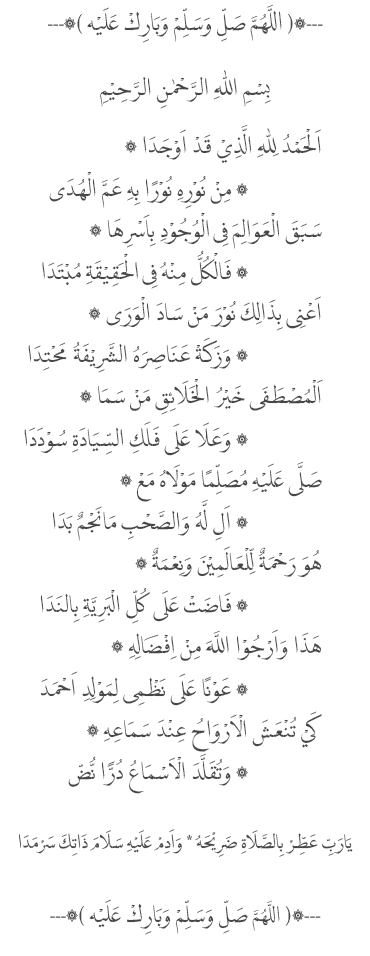 ---۞( اللَّهُمَّ صَلِّ وَسَلِّمْ وَبَارِكْ عَلَيْه )۞---
بِسْمِ اللهِ الرَّحْمٰنِ الرَّحِيْمِ
اَلْحَمْدُ لِلهِ الَّذِيْ قَدْ اَوْجَدَا ۞
۞ مِنْ نُوْرِهِ نُوْرًا بِهِ عَمَّ الْهُدَى
سَبَقَ الْعَوَالِمَ فِى الْوُجُوْدِ بِاَسْرِهَا ۞
۞ فَالْكُلُّ مِنْهُ فِى الْحَقِيْقَةِ مُبْتَدَا
اَعْنِى بِذَالِكَ نُوْرَ مَنْ سَادَ الْوَرَى ۞
۞ وَزَكَةْ عَنَاصِرَهُ الشَّرِيْفَةُ مَحْتِدَا
اَلْمُصْطَفَى خَيْرُ الْخَلَائِقِ مَنْ سَمَا ۞
۞ وَعَلَا عَلَى فَلَكِ السِّيَادَةِ سُوْدَدَا
صَلَّى عَلَيْهِ مُصَلِّمًا مَوْلَاهُ مَعْ ۞
۞ اَلِ لَّهُ وَالصَّحْبِ مَانَجْمٌ بَدَا
هُوَ رَحْمَةٌ لِّلْعَالَمِيْنَ وَنِعْمَةٌ ۞
۞ فَاضَتْ عَلَى كُلِّ الْبَرِيَّةِ بِالنَدَا
هَذَا وَاَرْجُوْا اللَّهَ مِنْ اِفْضَالِهِ ۞
۞ عَوْنًا عَلَى نَظْمِى لِمَوْلِدِ اَحْمَدَ
كَيْ تُنْعَشَ الْاَرْوَاحُ عِنْدَ سَمَاعِهِ ۞
۞ وَتُقَلَّدَ الْاَسْمَاعُ دُرًّا نُّضّ
يَارَبِّ عَطِّرْ بِالصَّلَاةِ ضَرِيْحَهُ * وَاَدِمْ عَلَيْهِ سَلَامَ ذَاتِكَ سَرْمَدَا
---۞( اللَّهُمَّ صَلِّ وَسَلِّمْ وَبَارِكْ عَلَيْه )۞---